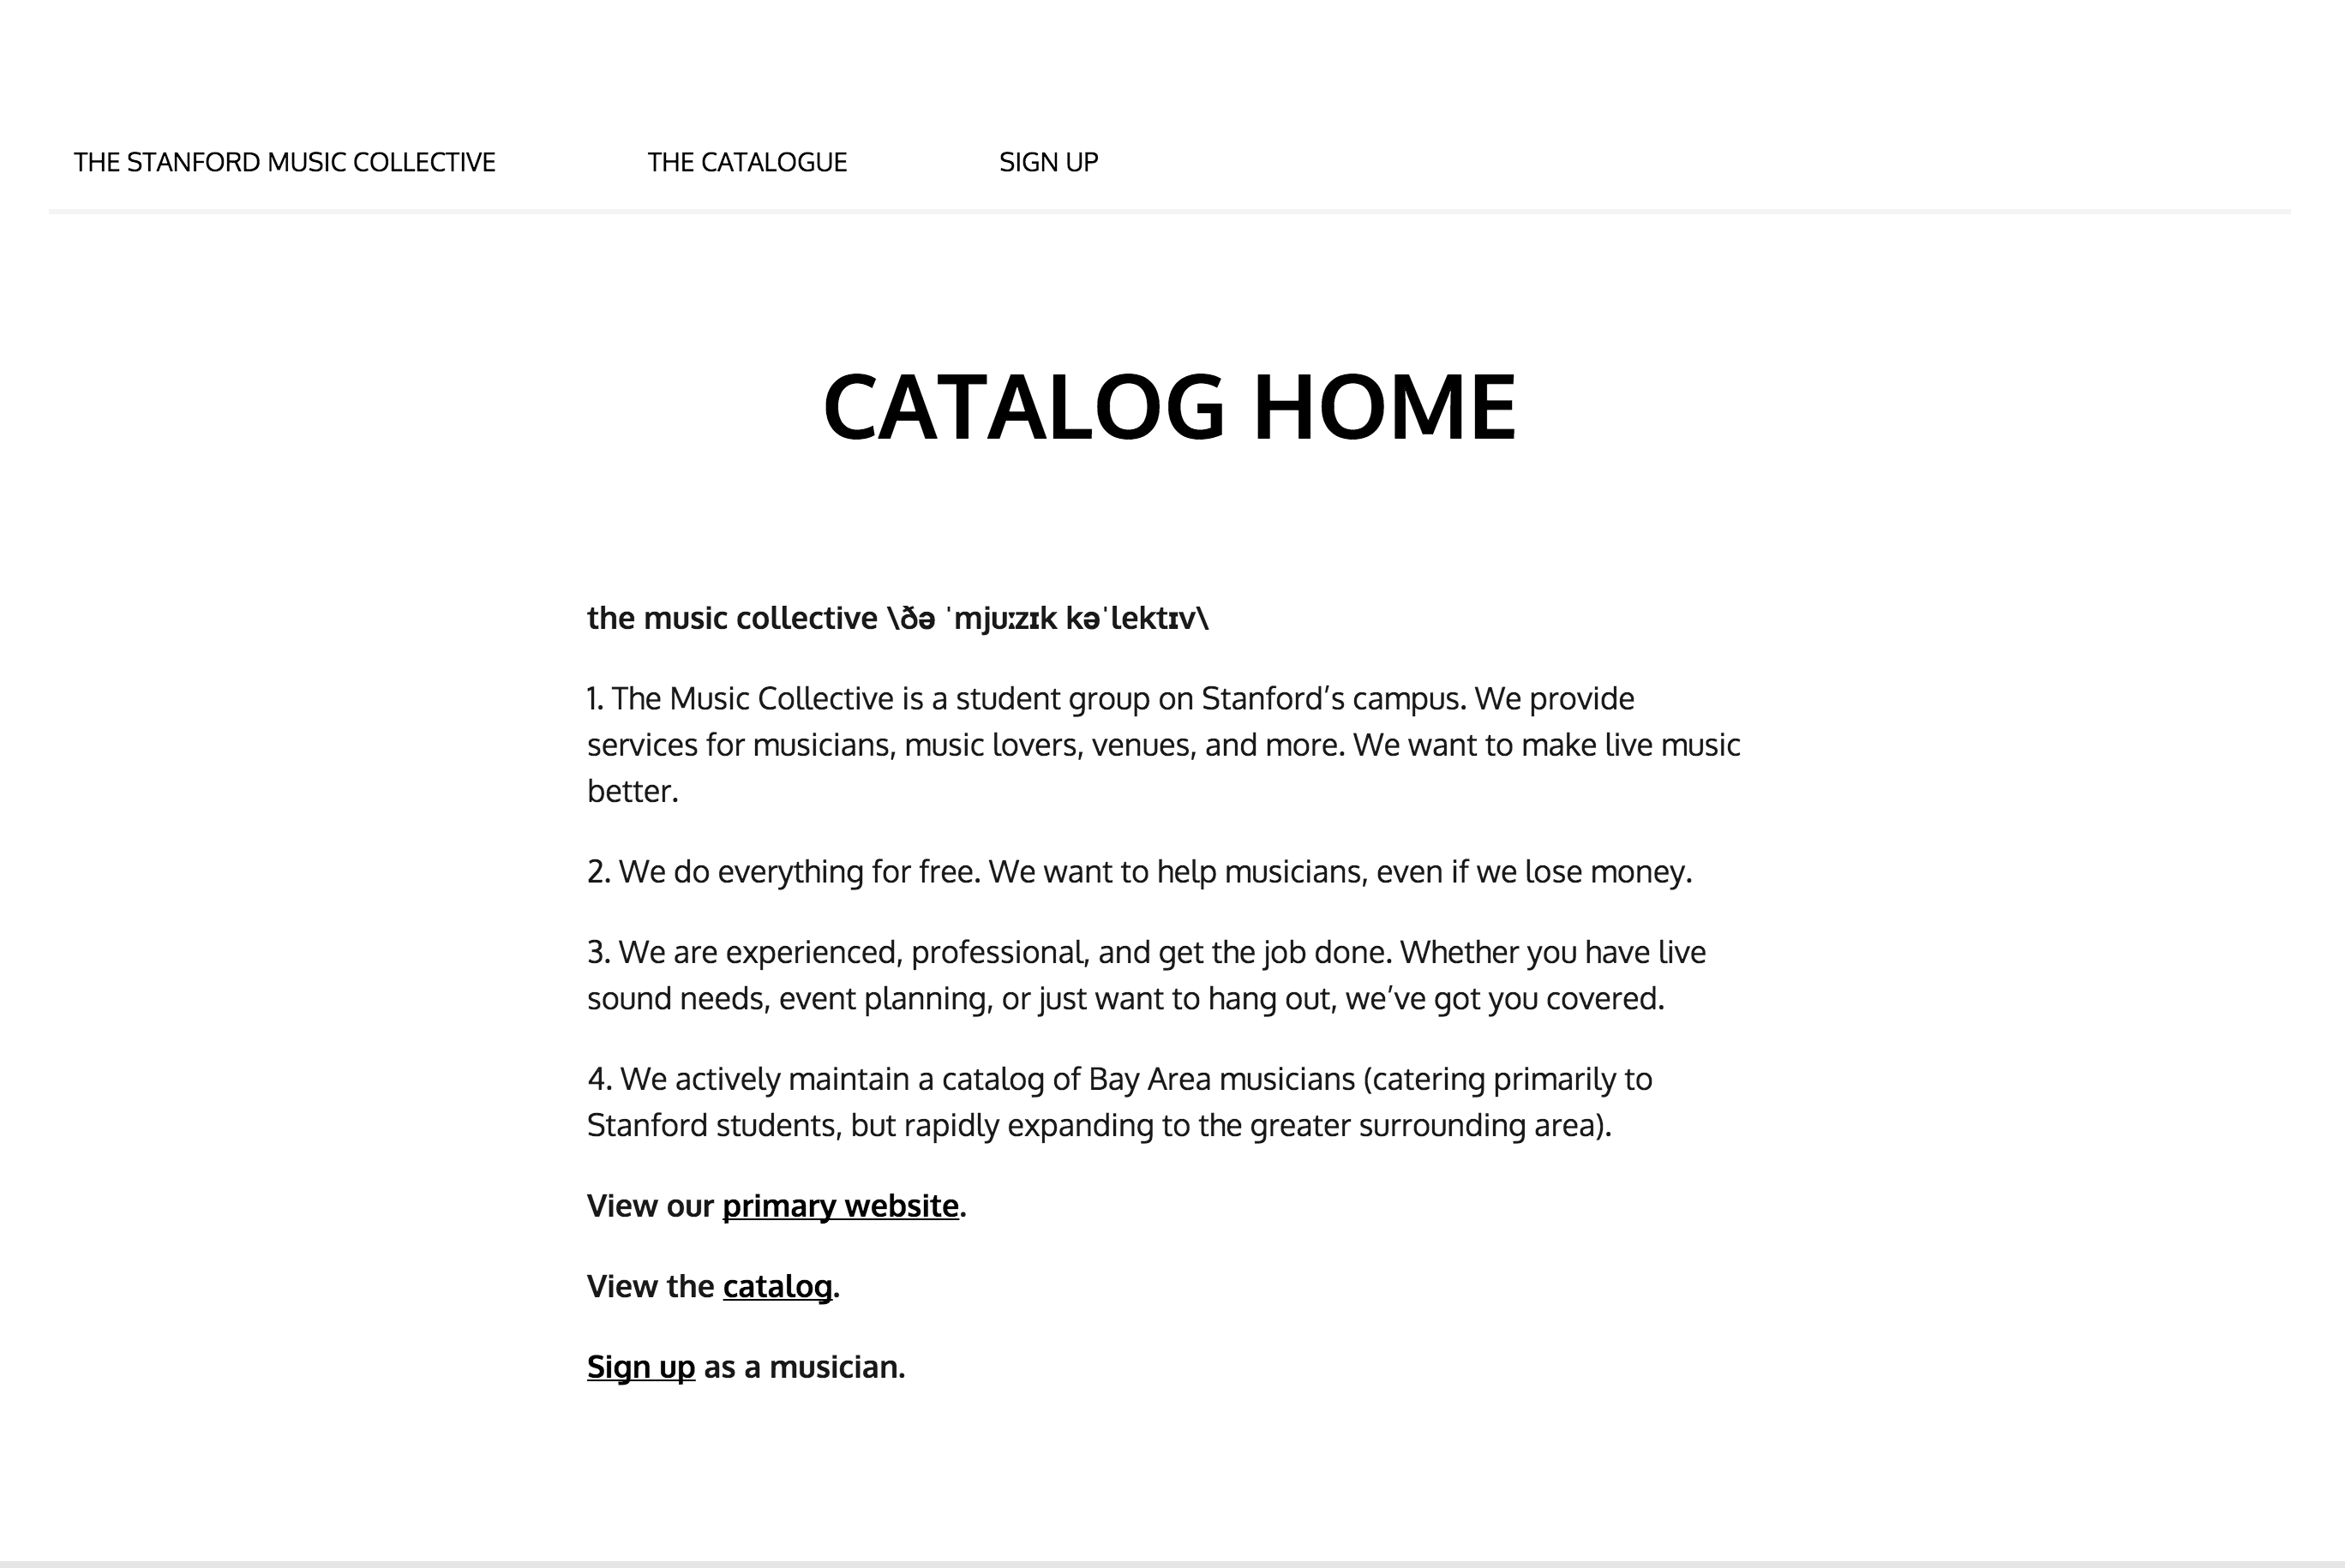 THE STANFORD MUSIC COLLECTIVE THE CATALOGUE SIGN UP
CATALOG HOME
the music collective \ðə ˈmjuːzɪk kəˈlektɪv\
1. The Music Collective is a student group on Stanford’s campus. We provide
services for musicians, music lovers, venues, and more. We want to make live music
better.
2. We do everything for free. We want to help musicians, even if we lose money.
3. We are experienced, professional, and get the job done. Whether you have live
sound needs, event planning, or just want to hang out, we’ve got you covered.
4. We actively maintain a catalog of Bay Area musicians (catering primarily to
Stanford students, but rapidly expanding to the greater surrounding area).
View our primary website.
View the catalog.
Sign up as a musician.